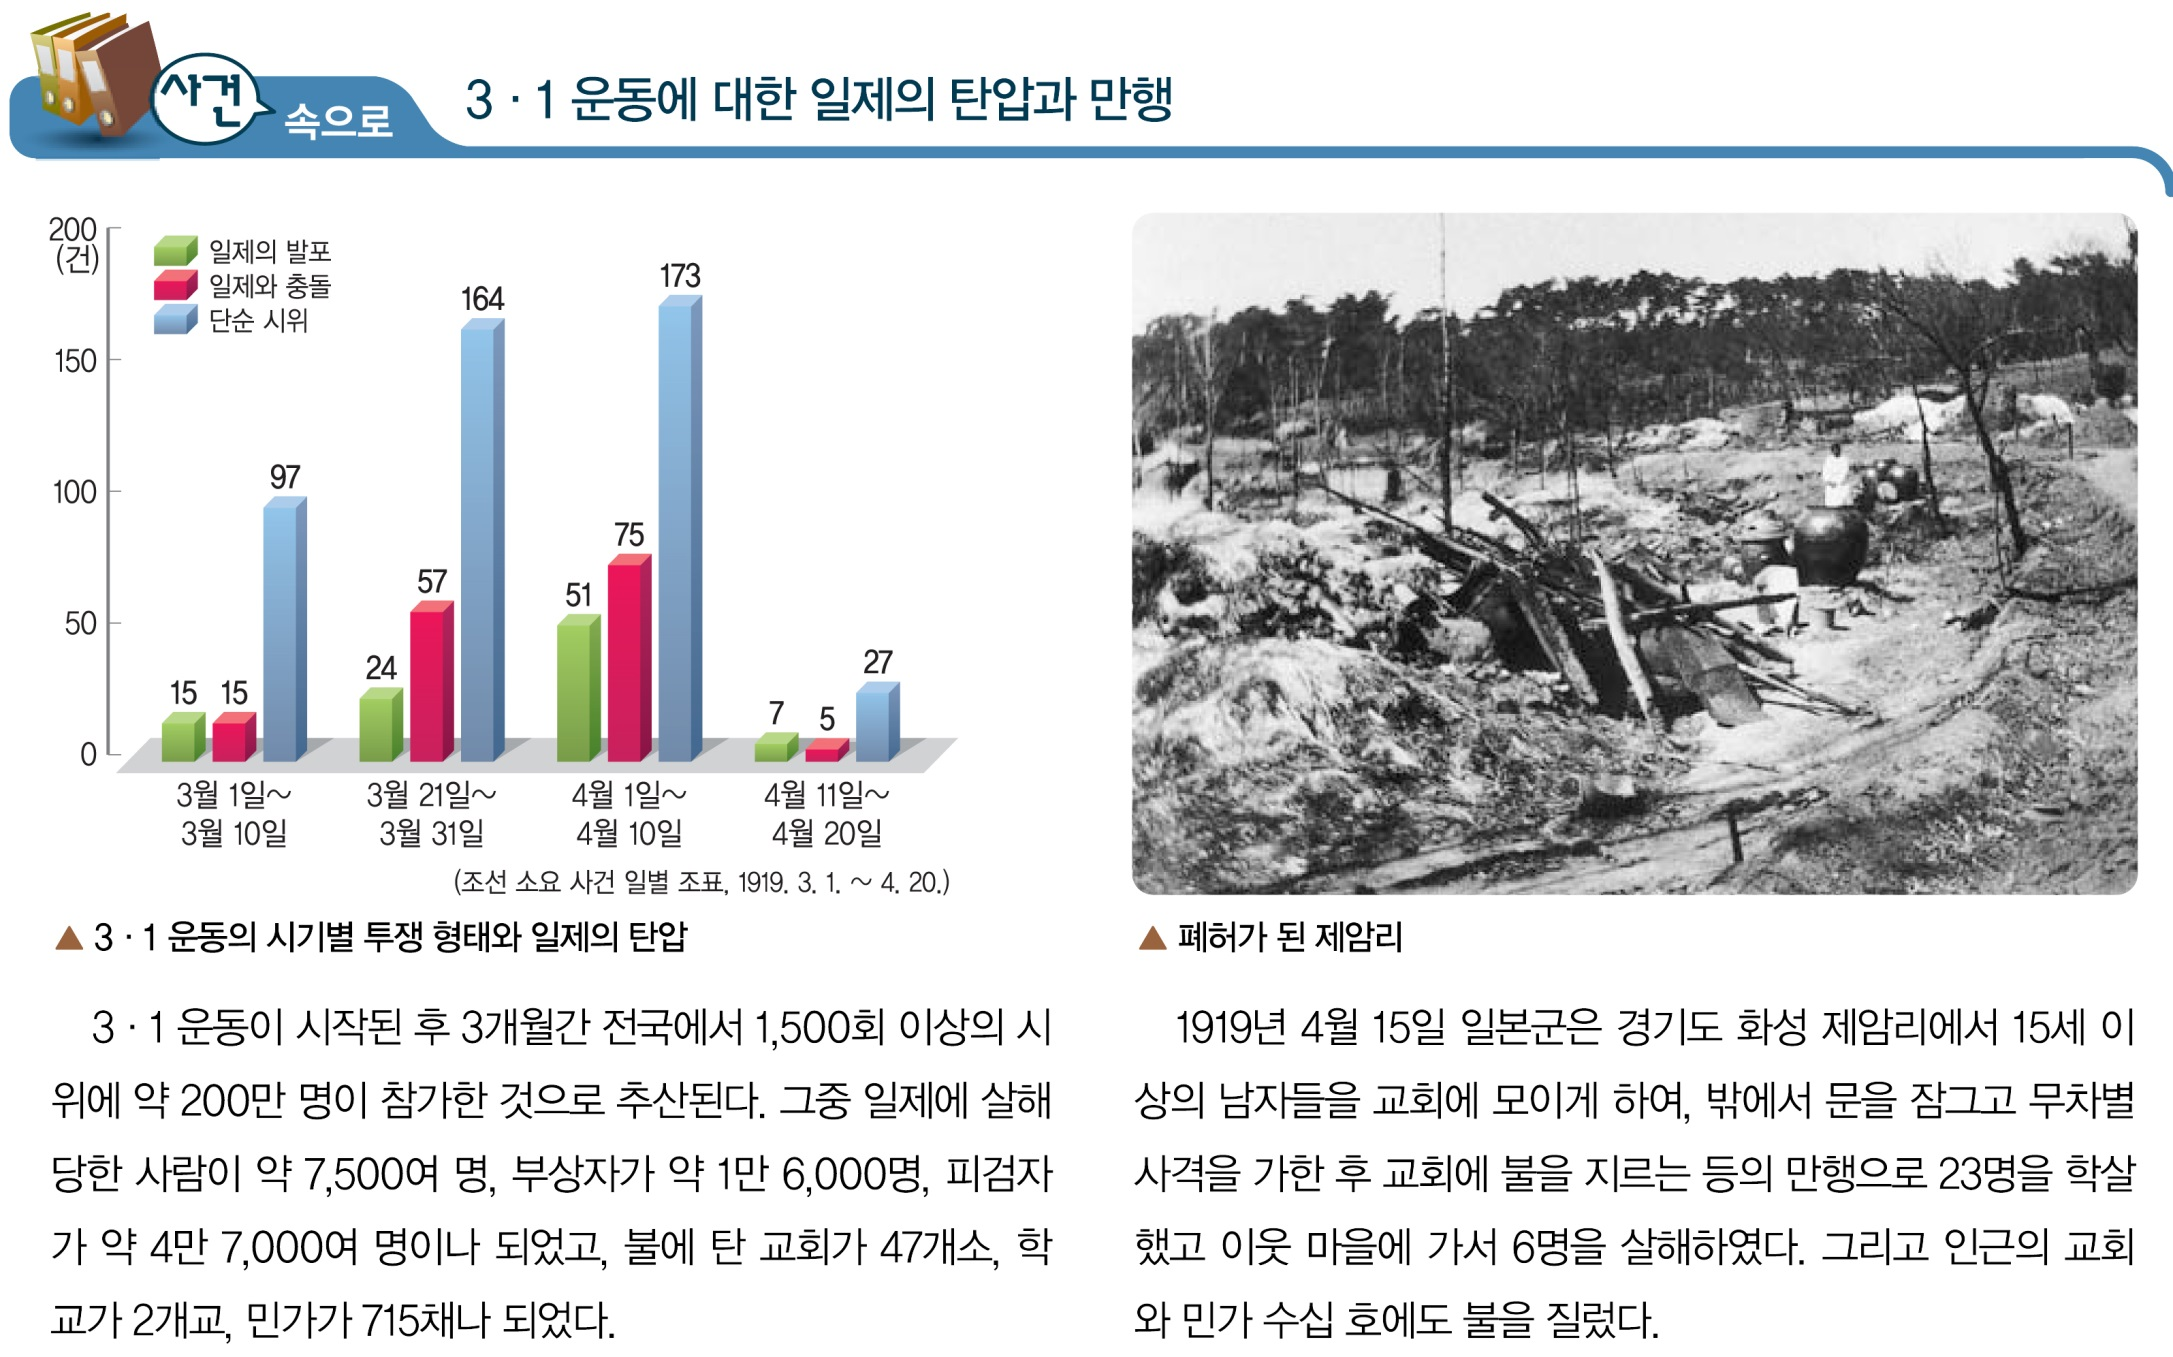 사건 속으로
3 · 1 운동에 대한 일제의 탄압과 만행
200
(건)
일제의 발포
일제와 충돌
단순 시위
150
100
50
0
15 15 97
24 57 164
51 75 173
7 5 27
3월 1일~
3월 10일
3월 21일~
3월 31일
4월 1일~
4월 10일
4월 11일~
4월 20일
(조선 소요 사건 일별 조표, 1919. 3. 1. ~ 4. 20.)
▲ 3 · 1 운동의 시기별 투쟁 형태와 일제의 탄압
3 · 1 운동이 시작된 후 3개월간 전국에서 1,500회 이상의 시
위에 약 200만 명이 참가한 것으로 추산된다. 그중 일제에 살해
당한 사람이 약 7,500여 명, 부상자가 약 1만 6,000명, 피검자
가 약 4만 7,000여 명이나 되었고, 불에 탄 교회가 47개소, 학
교가 2개교, 민가가 715채나 되었다.
▲ 폐허가 된 제암리
1919년 4월 15일 일본군은 경기도 화성 제암리에서 15세 이
상의 남자들을 교회에 모이게 하여, 밖에서 문을 잠그고 무차별
사격을 가한 후 교회에 불을 지르는 등의 만행으로 23명을 학살
했고 이웃 마을에 가서 6명을 살해하였다. 그리고 인근의 교회
와 민가 수십 호에도 불을 질렀다.